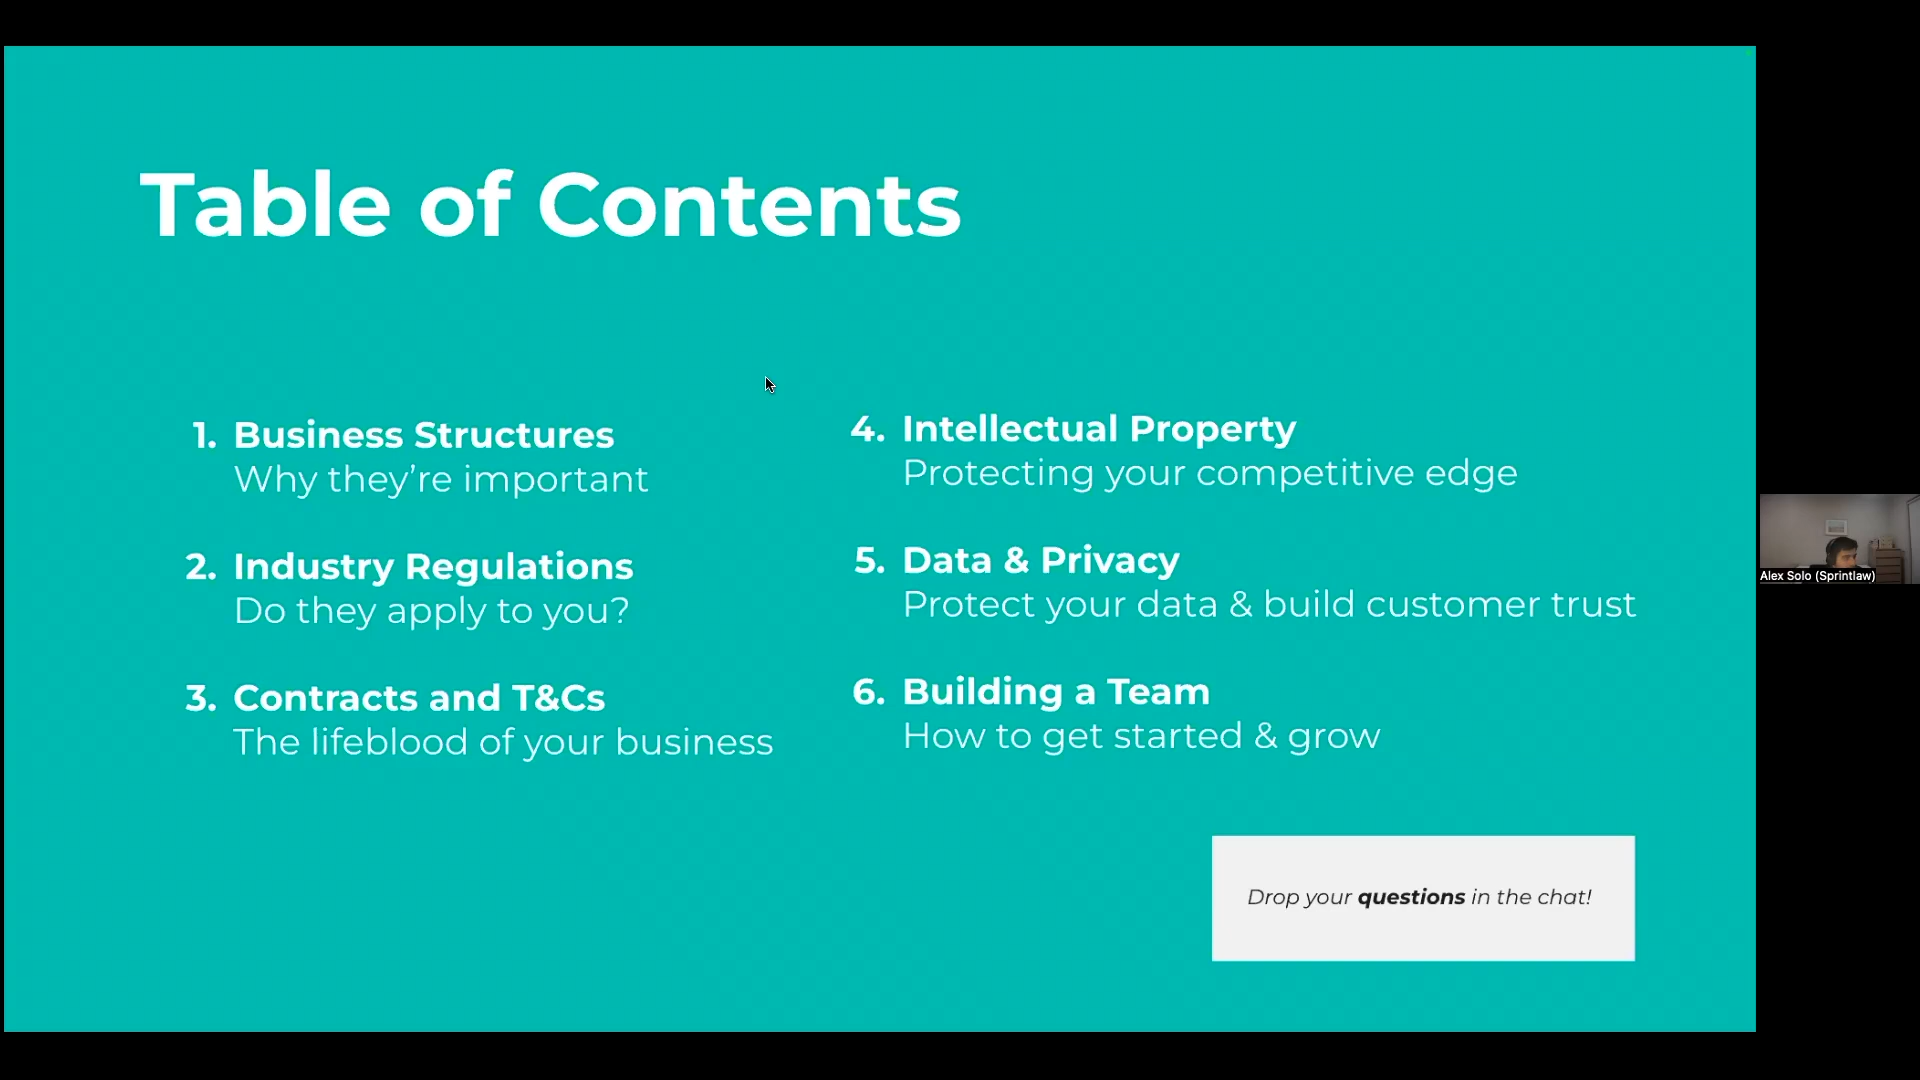 Table of Contents
1. Business Structures
Why they’re important
2. Industry Regulations
Do they apply to you?
3. Contracts and T&Cs
The lifeblood of your business
4. Intellectual Property
Protecting your competitive edge
5. Data & Privacy
Protect your data & build customer trust
6. Building a Team
How to get started & grow
Drop your questions in the chat!
Alex Solo (Sprintlaw)